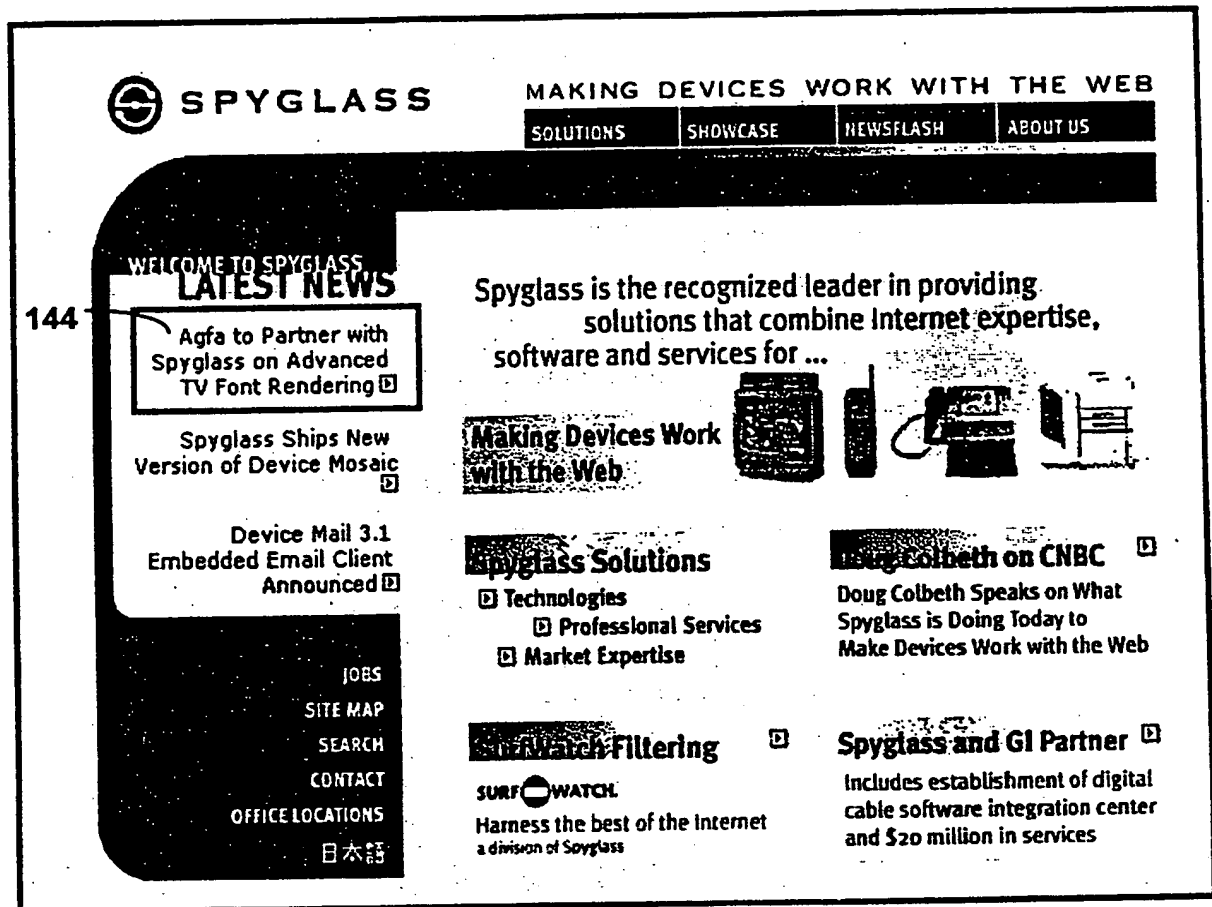 SPYGLASS
MAKING DEVICES WORK WITH THE WEB
SOLUTIONS
SHOWCASE
NEWSFLASH
ABOUT US
WELCOME TO SPYGLASS
LATEST NEWS
144
Agfa to Partner with
Spyglass on Advanced
TV Font Rendering
Spyglass Ships New
Version of Device Mosaic
Device Mail 3.1
Embedded Email Client
Announced
JOBS
SITE MAP
SEARCH
CONTACT
OFFICE LOCATIONS
日本語
Spyglass is the recognized leader in providing
solutions that combine Internet expertise,
software and services for ...
Making Devices Work
with the Web
Spyglass Solutions
Technologies
Professional Services
Market Expertise
Doug Colbeth on CNBC
Doug Colbeth Speaks on What
Spyglass is Doing Today to
Make Devices Work with the Web
SurfWatch Filtering
SURF WATCH.
Harness the best of the Internet
a division of Spyglass
Spyglass and GI Partner
Includes establishment of digital
cable software integration center
and $20 million in services